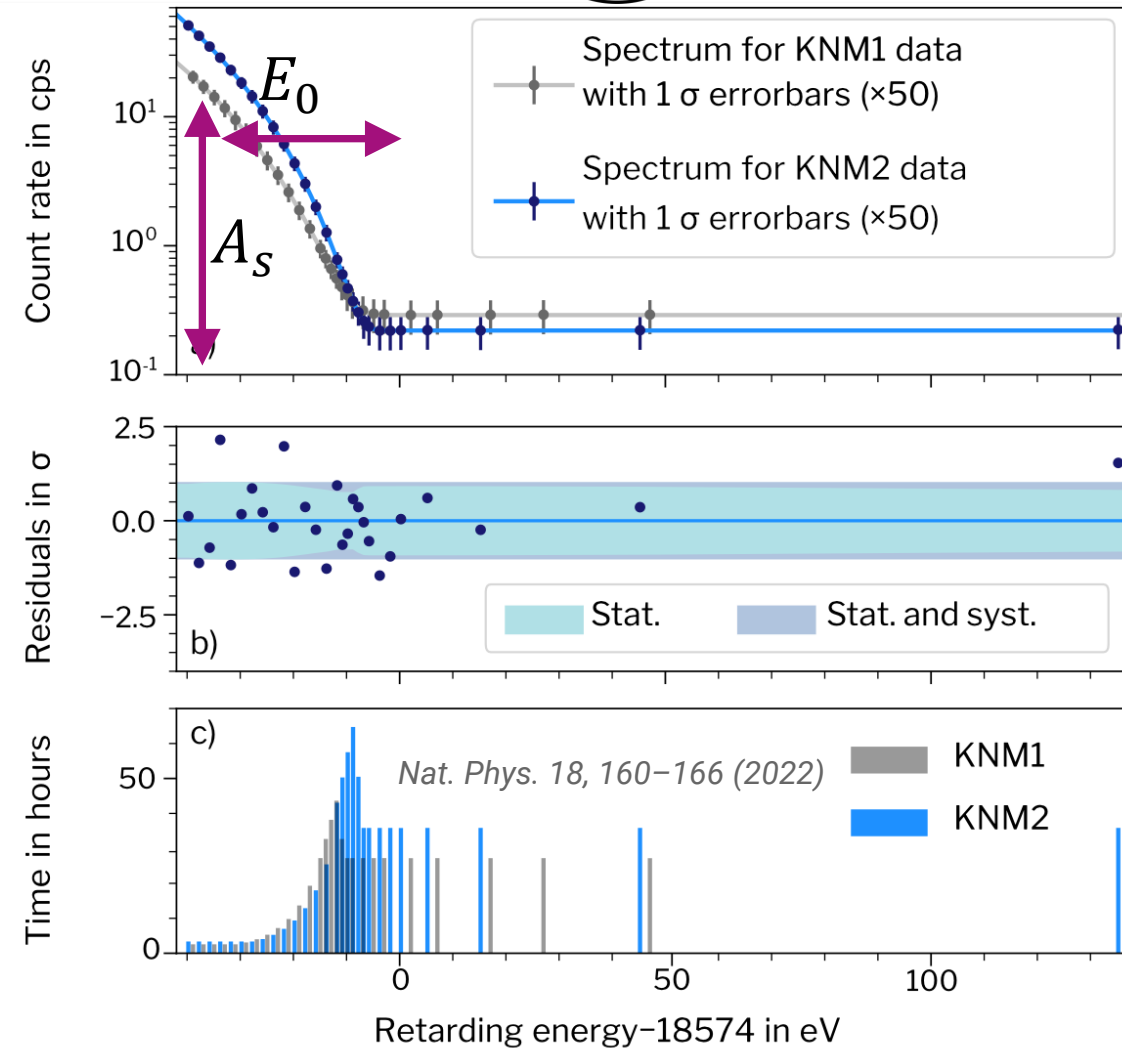 Count rate in cps
10¹
10⁰
10⁻¹
E₀
Aₛ
Spectrum for KNM1 data
with 1 σ errorbars (×50)
Spectrum for KNM2 data
with 1 σ errorbars (×50)
Residuals in σ
2.5
0.0
−2.5
b)
Stat.
Stat. and syst.
Time in hours
50
0
c)
Nat. Phys. 18, 160–166 (2022)
KNM1
KNM2
0
50
100
Retarding energy−18574 in eV